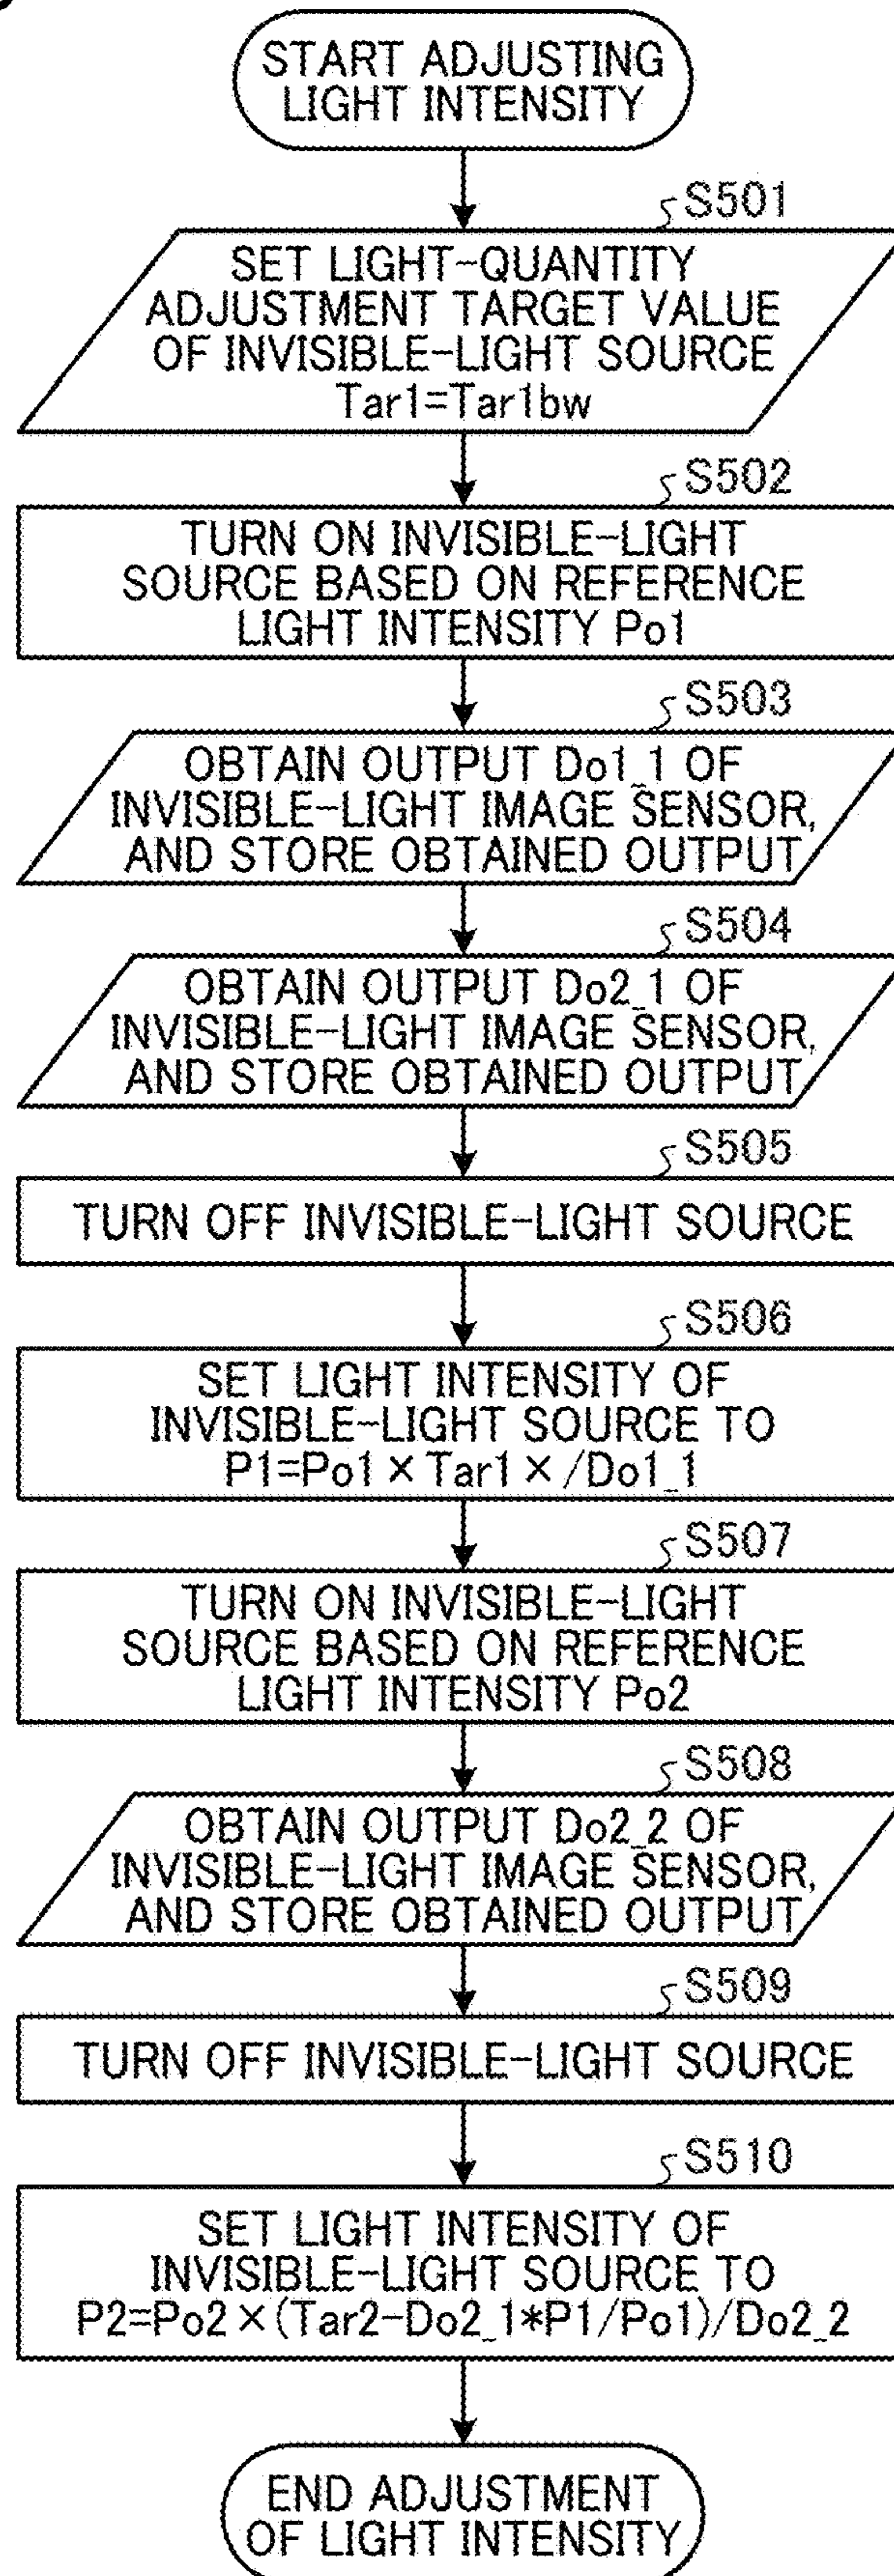 START ADJUSTING
LIGHT INTENSITY
S501
SET LIGHT-QUANTITY
ADJUSTMENT TARGET VALUE
OF INVISIBLE-LIGHT SOURCE
Tar1=Tar1bw
S502
TURN ON INVISIBLE-LIGHT
SOURCE BASED ON REFERENCE
LIGHT INTENSITY Po1
S503
OBTAIN OUTPUT Do1_1 OF
INVISIBLE-LIGHT IMAGE SENSOR,
AND STORE OBTAINED OUTPUT
S504
OBTAIN OUTPUT Do2_1 OF
INVISIBLE-LIGHT IMAGE SENSOR,
AND STORE OBTAINED OUTPUT
S505
TURN OFF INVISIBLE-LIGHT SOURCE
S506
SET LIGHT INTENSITY OF
INVISIBLE-LIGHT SOURCE TO
P1=Po1×Tar1×/Do1_1
S507
TURN ON INVISIBLE-LIGHT
SOURCE BASED ON REFERENCE
LIGHT INTENSITY Po2
S508
OBTAIN OUTPUT Do2_2 OF
INVISIBLE-LIGHT IMAGE SENSOR,
AND STORE OBTAINED OUTPUT
S509
TURN OFF INVISIBLE-LIGHT SOURCE
S510
SET LIGHT INTENSITY OF
INVISIBLE-LIGHT SOURCE TO
P2=Po2×(Tar2-Do2_1*P1/Po1)/Do2_2
END ADJUSTMENT
OF LIGHT INTENSITY